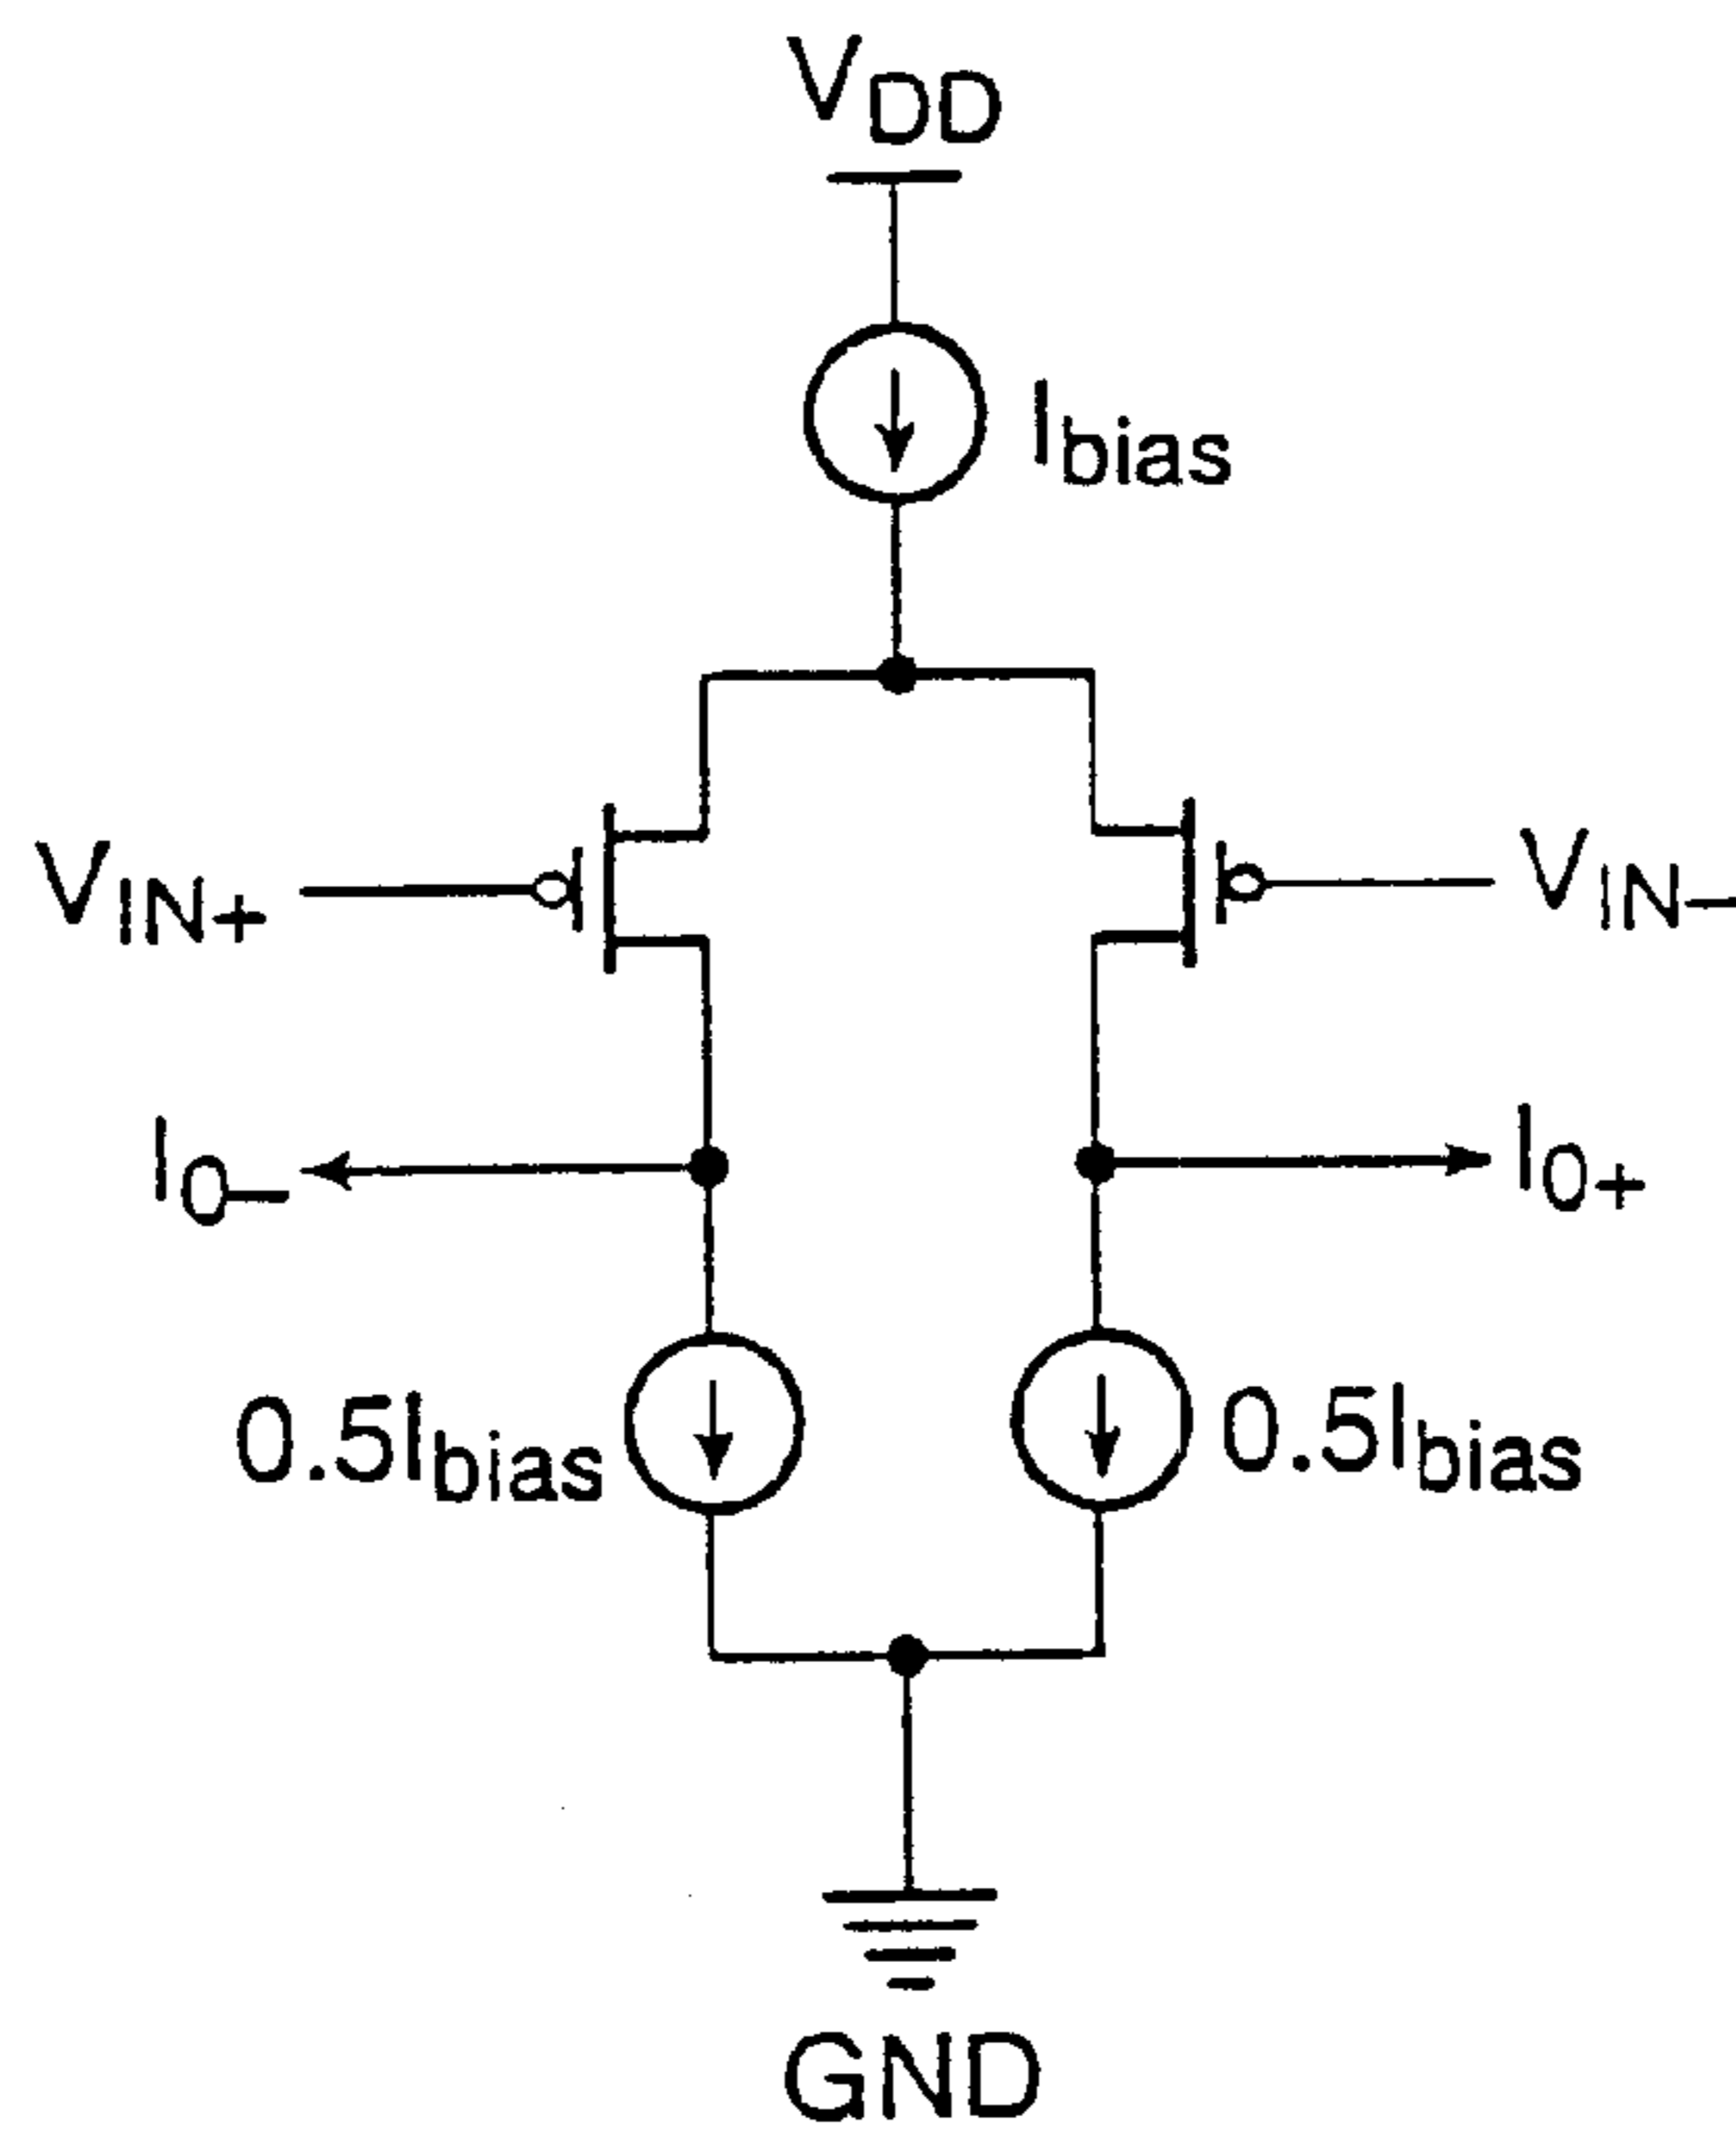 VDD
Ibias
VIN+
VIN−
IO−
IO+
0.5Ibias
0.5Ibias
GND